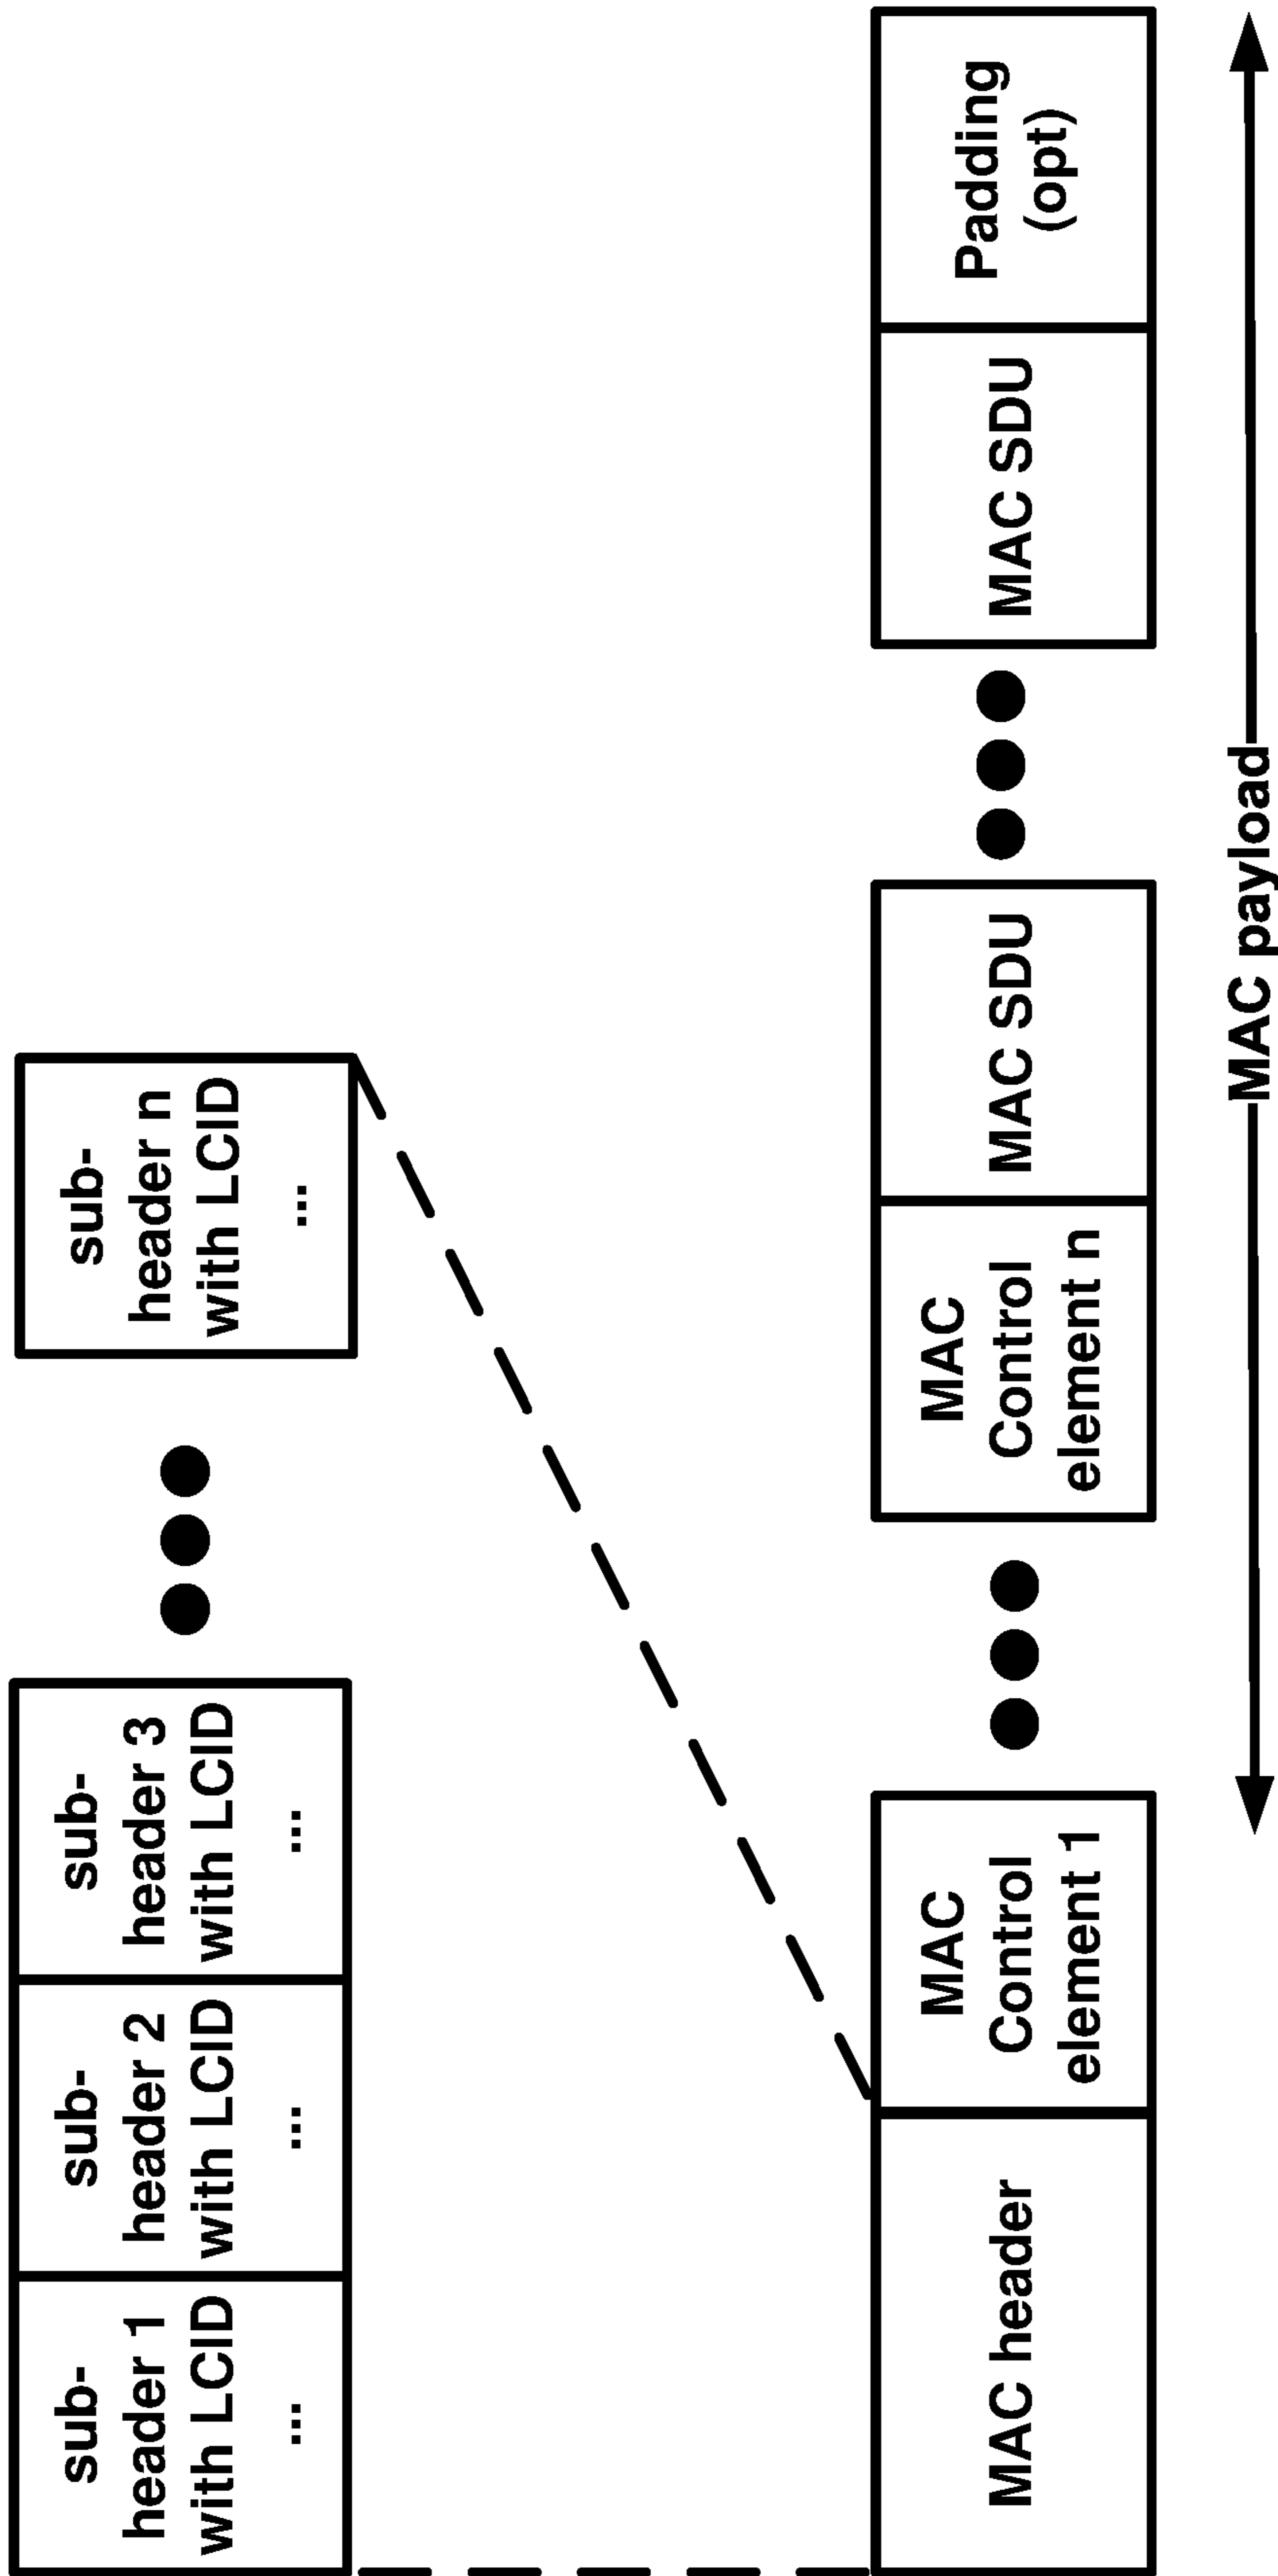 sub-
header 1
with LCID
...
sub-
header 2
with LCID
...
sub-
header 3
with LCID
...
sub-
header n
with LCID
...
MAC header
MAC
Control
element 1
MAC
Control
element n
MAC SDU
MAC SDU
Padding
(opt)
MAC payload